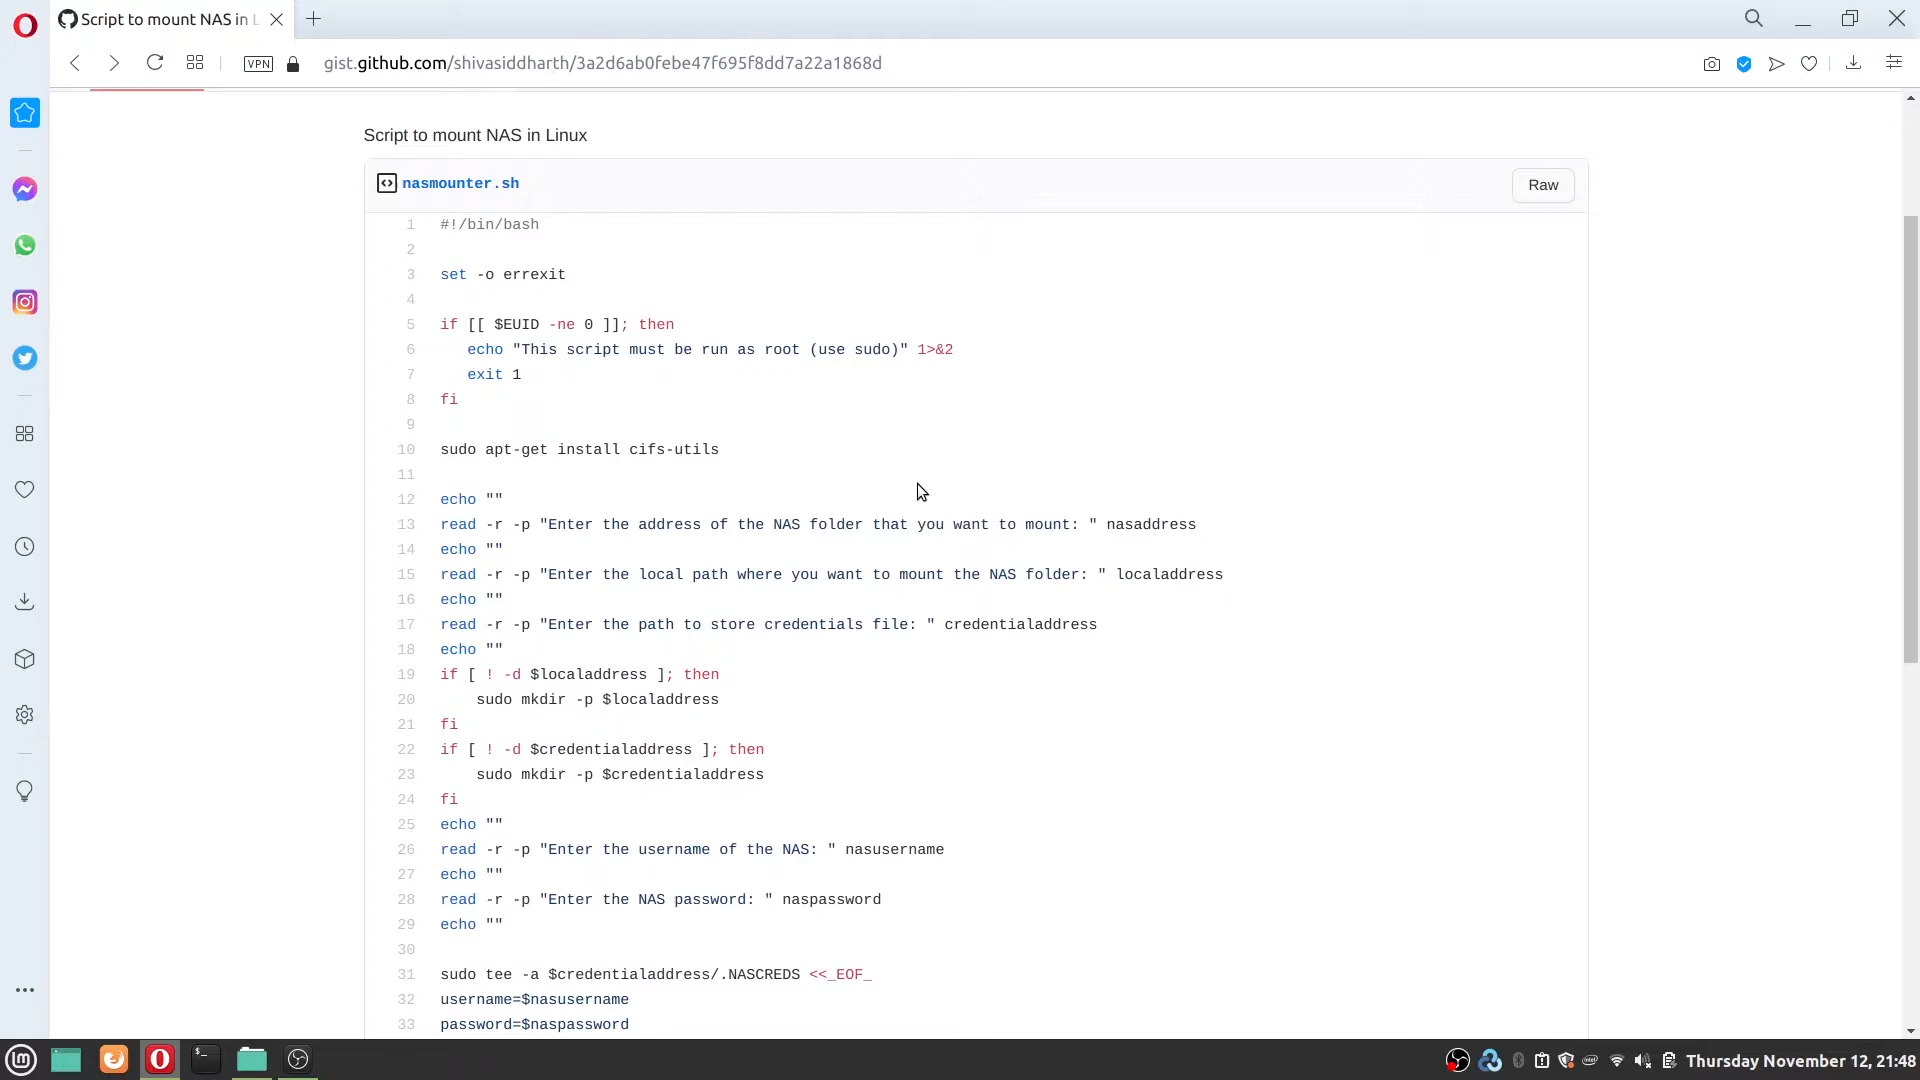 Script to mount NAS in L
VPN
gist.github.com/shivasiddharth/3a2d6ab0febe47f695f8dd7a22a1868d
Script to mount NAS in Linux
nasmounter.sh
Raw
1 #!/bin/bash
2
3 set -o errexit
4
5 if [[ $EUID -ne 0 ]]; then
6 echo "This script must be run as root (use sudo)" 1>&2
7 exit 1
8 fi
9
10 sudo apt-get install cifs-utils
11
12 echo ""
13 read -r -p "Enter the address of the NAS folder that you want to mount: " nasaddress
14 echo ""
15 read -r -p "Enter the local path where you want to mount the NAS folder: " localaddress
16 echo ""
17 read -r -p "Enter the path to store credentials file: " credentialaddress
18 echo ""
19 if [ ! -d $localaddress ]; then
20 sudo mkdir -p $localaddress
21 fi
22 if [ ! -d $credentialaddress ]; then
23 sudo mkdir -p $credentialaddress
24 fi
25 echo ""
26 read -r -p "Enter the username of the NAS: " nasusername
27 echo ""
28 read -r -p "Enter the NAS password: " naspassword
29 echo ""
30
31 sudo tee -a $credentialaddress/.NASCREDS <<_EOF_
32 username=$nasusername
33 password=$naspassword
Thursday November 12, 21:48